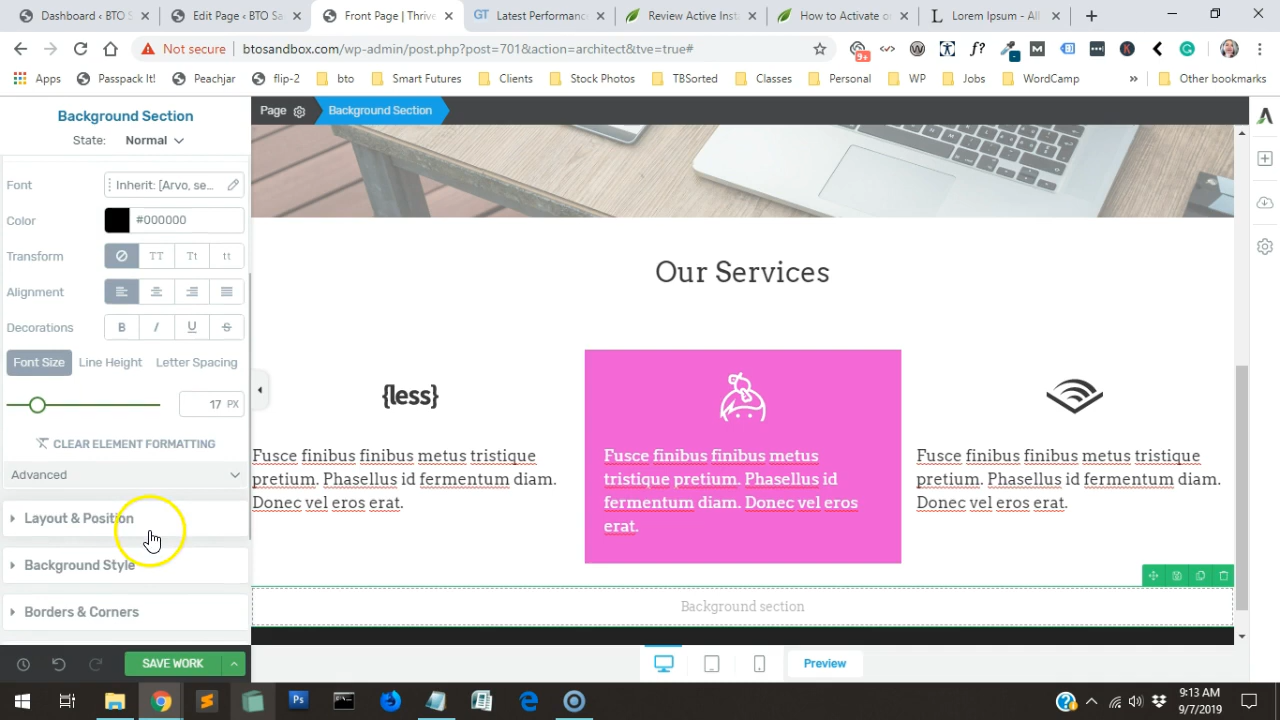 Dashboard ‹ BTO S
Edit Page ‹ BTO Sa
Front Page | Thrive
GT Latest Performanc
Review Active Inst
How to Activate o
L Lorem Ipsum - All
Not secure
btosandbox.com/wp-admin/post.php?post=701&action=architect&tve=true#
9+
Apps
Passpack It!
Peachjar
flip-2
bto
Smart Futures
Clients
Stock Photos
TBSorted
Classes
Personal
WP
Jobs
WordCamp
»
Other bookmarks
Background Section
State: Normal
Page
Background Section
Font
Inherit: [Arvo, se...
Color
#000000
Transform
TT Tt tt
Alignment
Decorations
B I U S
Font Size
Line Height
Letter Spacing
17 PX
CLEAR ELEMENT FORMATTING
Advanced
Layout & Position
Background Style
Borders & Corners
SAVE WORK
Our Services
{less}
Fusce finibus finibus metus tristique
pretium. Phasellus id fermentum diam.
Donec vel eros erat.
Fusce finibus finibus metus
tristique pretium. Phasellus id
fermentum diam. Donec vel eros
erat.
Fusce finibus finibus metus tristique
pretium. Phasellus id fermentum diam.
Donec vel eros erat.
Background section
Preview
Ps
9:13 AM
9/7/2019